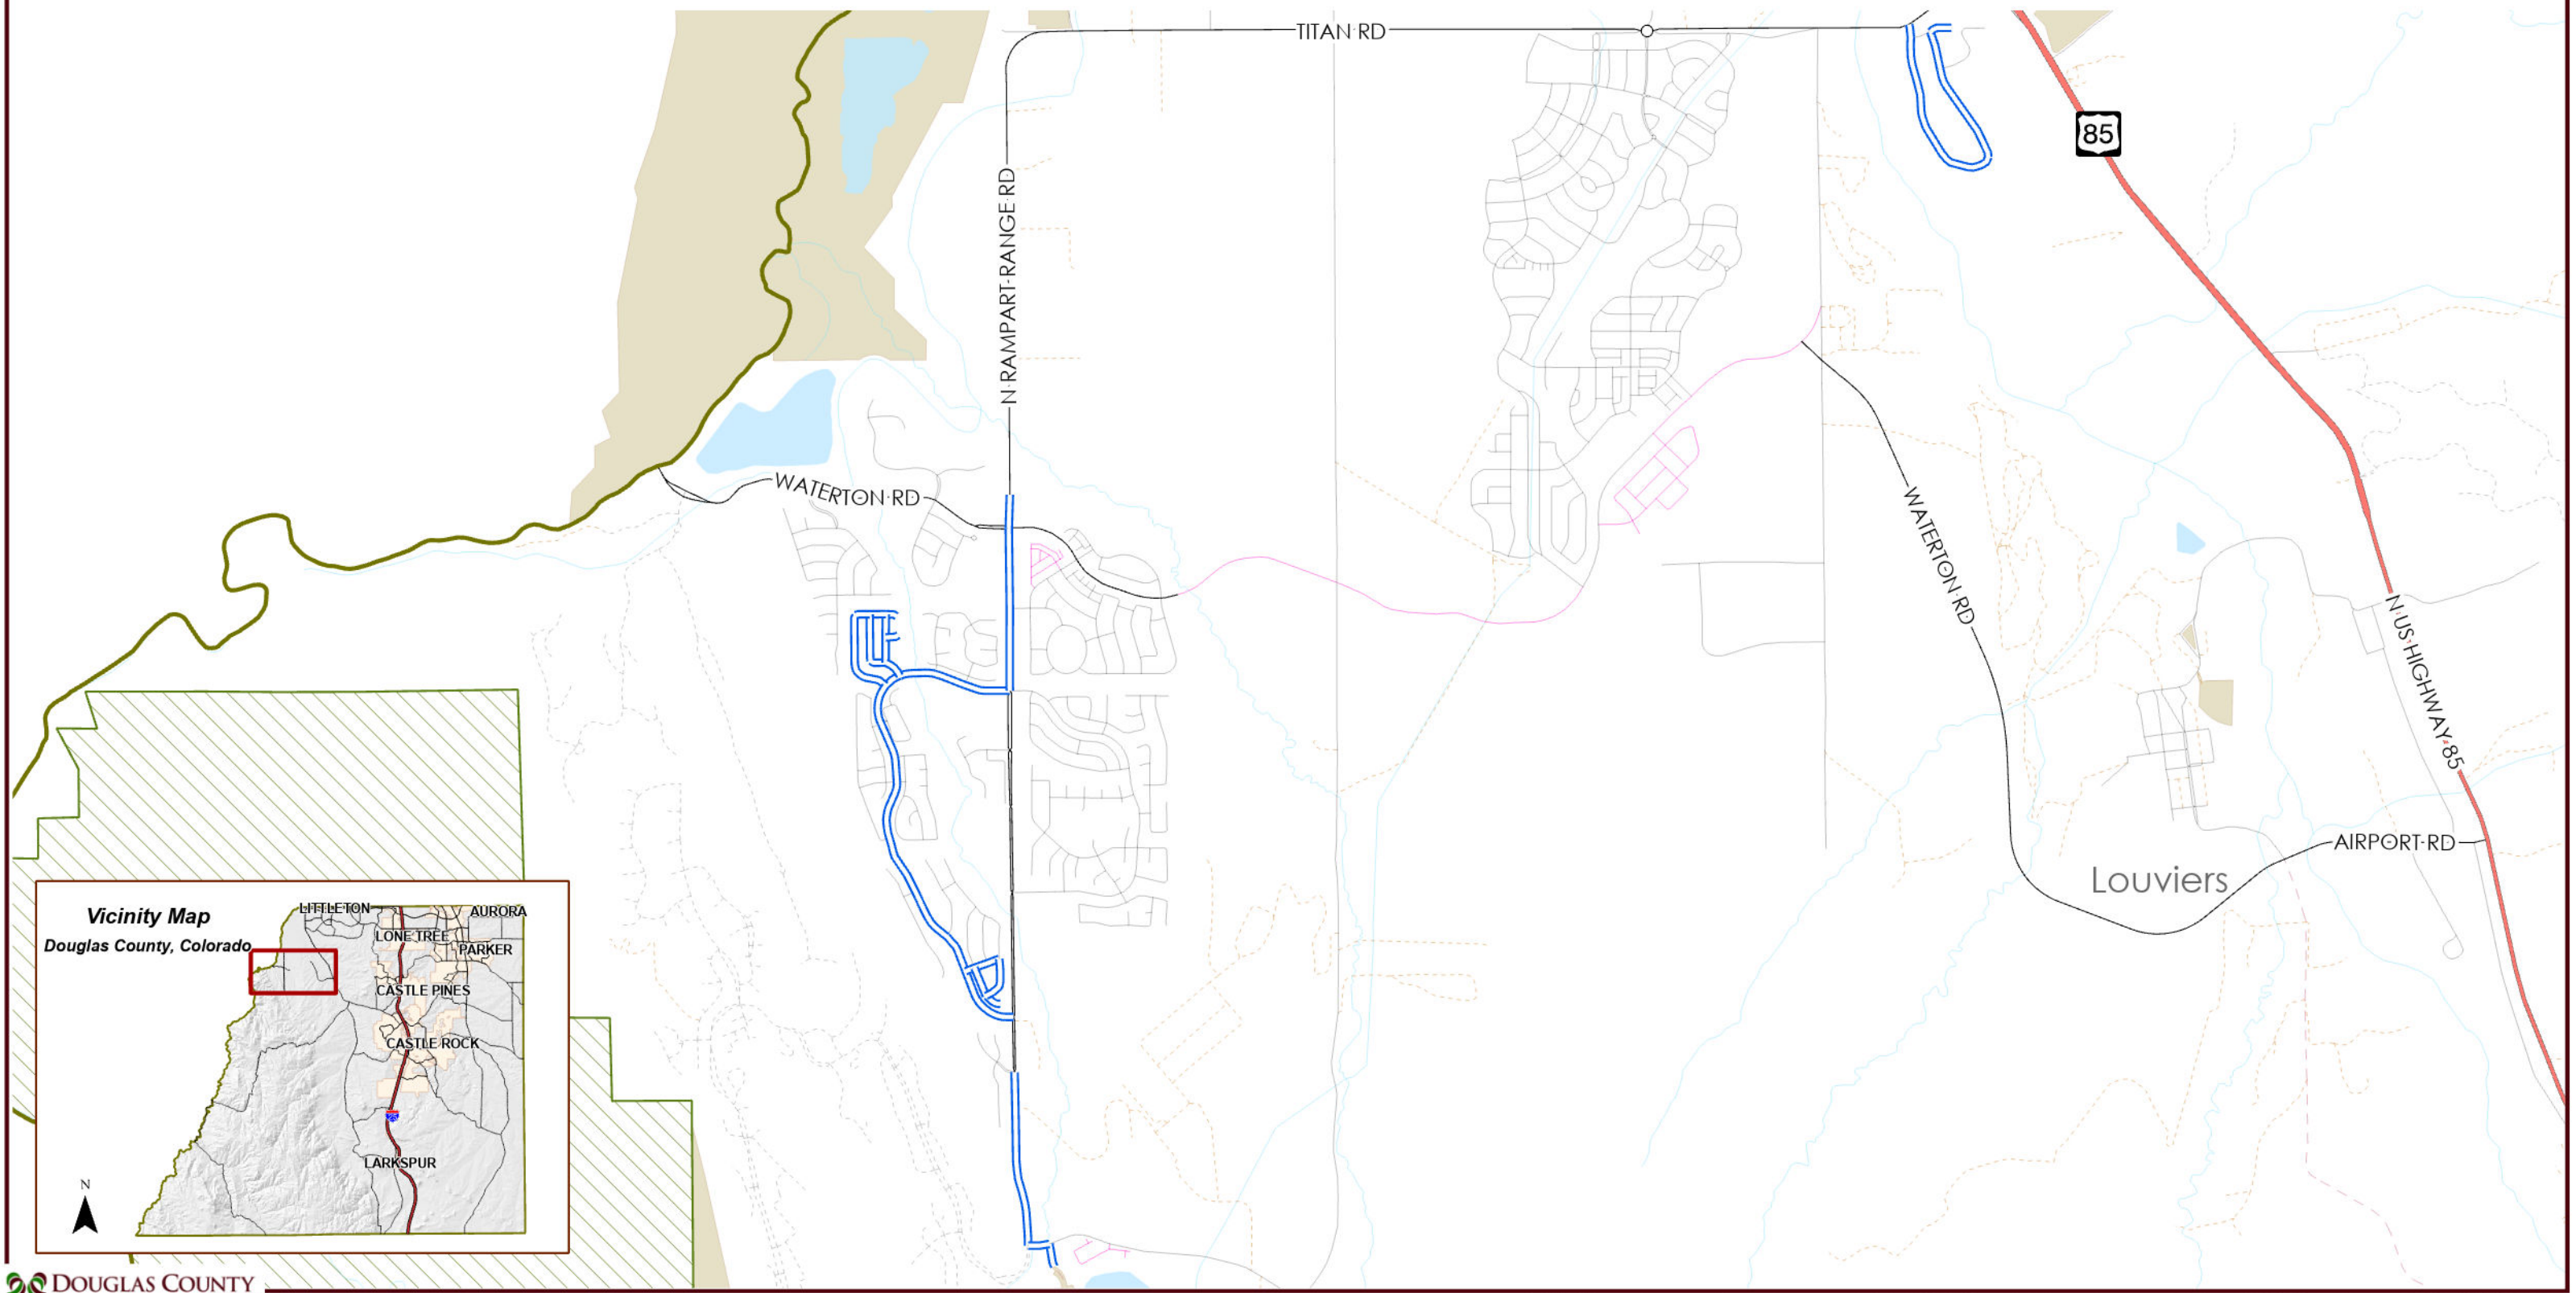 TITAN RD
85
N RAMPART RANGE RD
WATERTON RD
WATERTON RD
N US HIGHWAY 85
AIRPORT RD
Louviers
Vicinity Map
Douglas County, Colorado
LITTLETON
AURORA
LONE TREE
PARKER
CASTLE PINES
CASTLE ROCK
LARKSPUR
N
DOUGLAS COUNTY